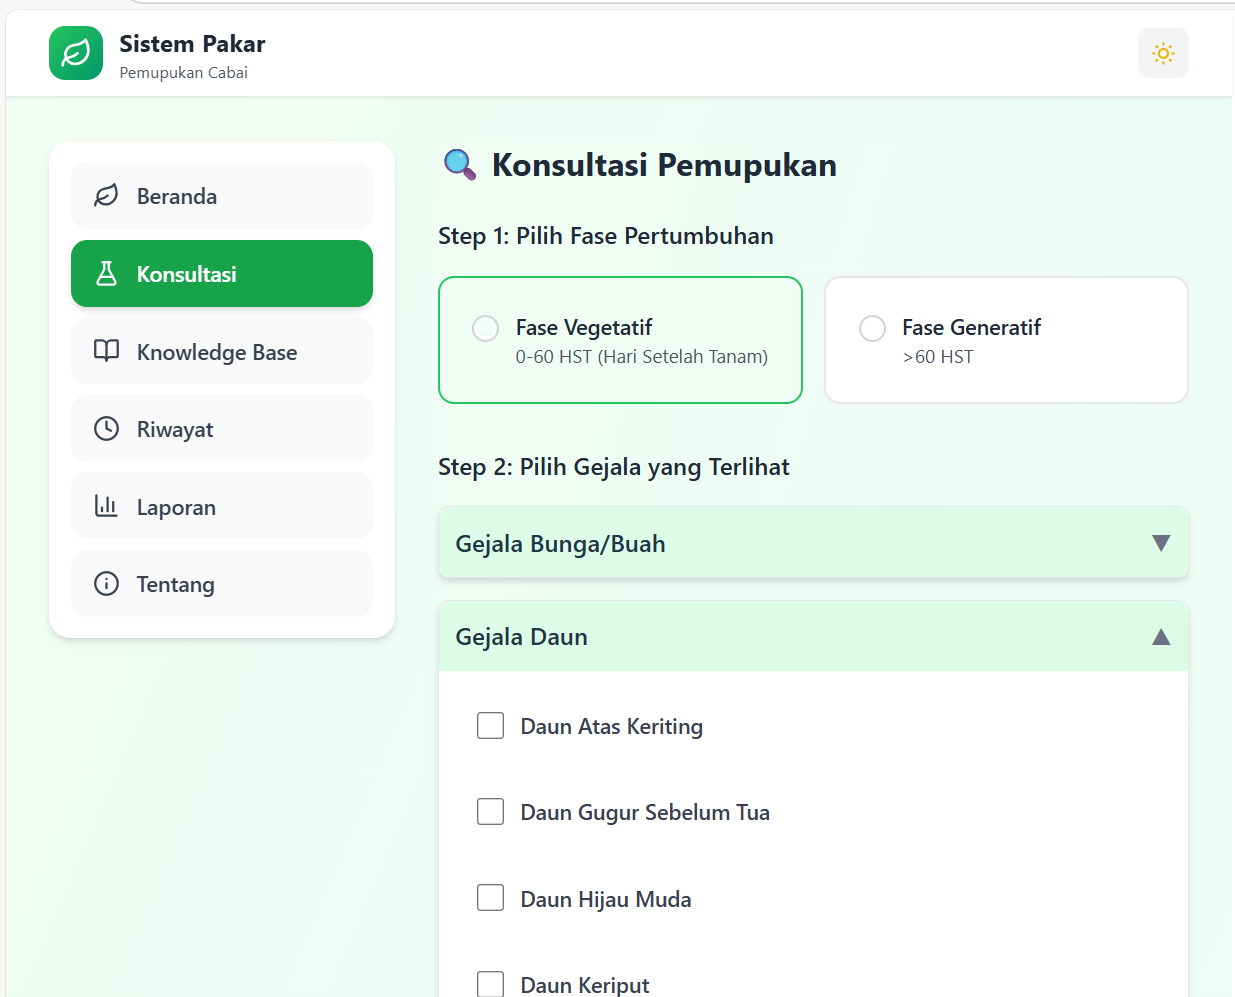 Sistem Pakar
Pemupukan Cabai
Beranda
Konsultasi
Knowledge Base
Riwayat
Laporan
Tentang
Konsultasi Pemupukan
Step 1: Pilih Fase Pertumbuhan
Fase Vegetatif
0-60 HST (Hari Setelah Tanam)
Fase Generatif
>60 HST
Step 2: Pilih Gejala yang Terlihat
Gejala Bunga/Buah
Gejala Daun
Daun Atas Keriting
Daun Gugur Sebelum Tua
Daun Hijau Muda
Daun Keriput